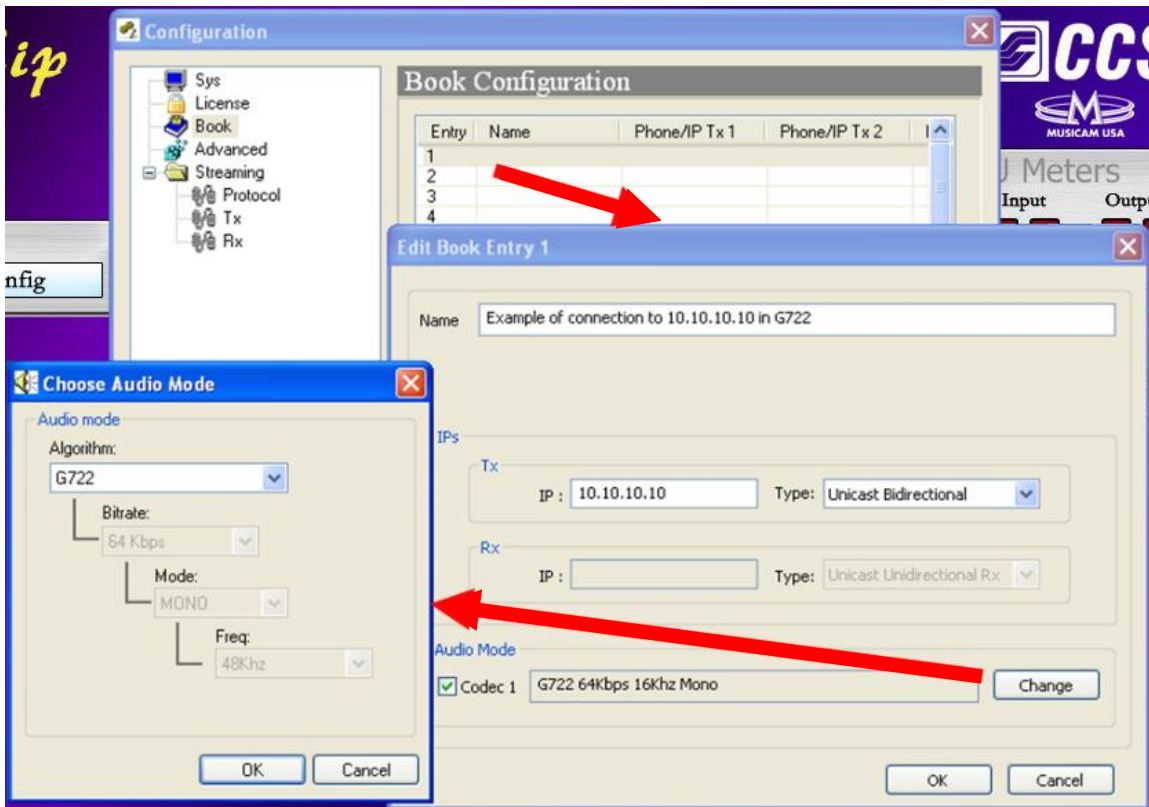 ip
Configuration
CCS
MUSICAM USA
Sys
License
Book
Advanced
Streaming
Protocol
Tx
Rx
Book Configuration
Entry Name Phone/IP Tx 1 Phone/IP Tx 2
1
2
3
4
Meters
Input Outp
nfig
Edit Book Entry 1
Name Example of connection to 10.10.10.10 in G722
IPs
Tx
IP : 10.10.10.10 Type: Unicast Bidirectional
Rx
IP : Type: Unicast Unidirectional Rx
Audio Mode
Codec 1 G722 64Kbps 16Khz Mono Change
OK Cancel
Choose Audio Mode
Audio mode
Algorithm:
G722
Bitrate:
64 Kbps
Mode:
MONO
Freq:
48Khz
OK Cancel